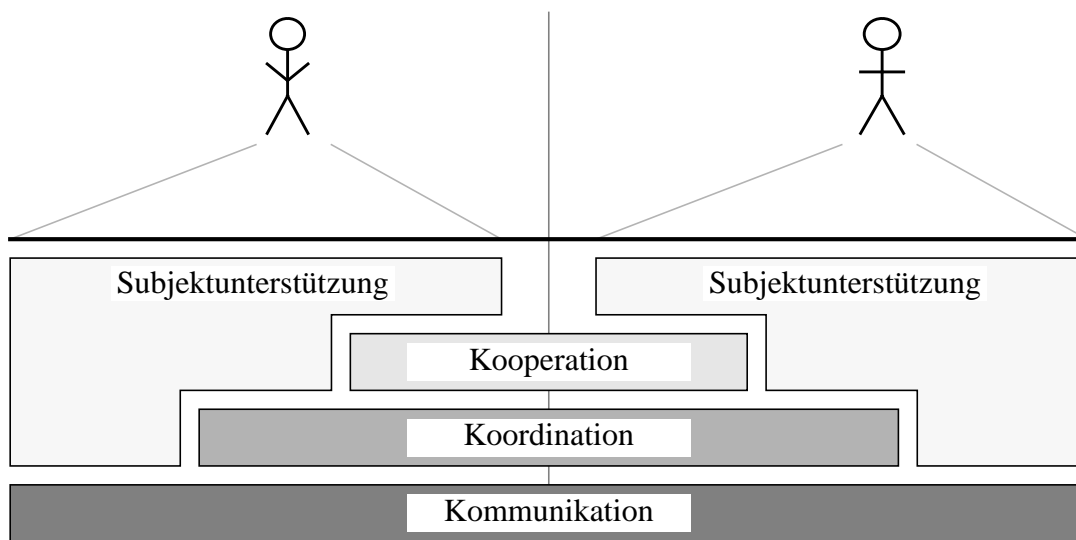 Subjektunterstützung
Subjektunterstützung
Kooperation
Koordination
Kommunikation